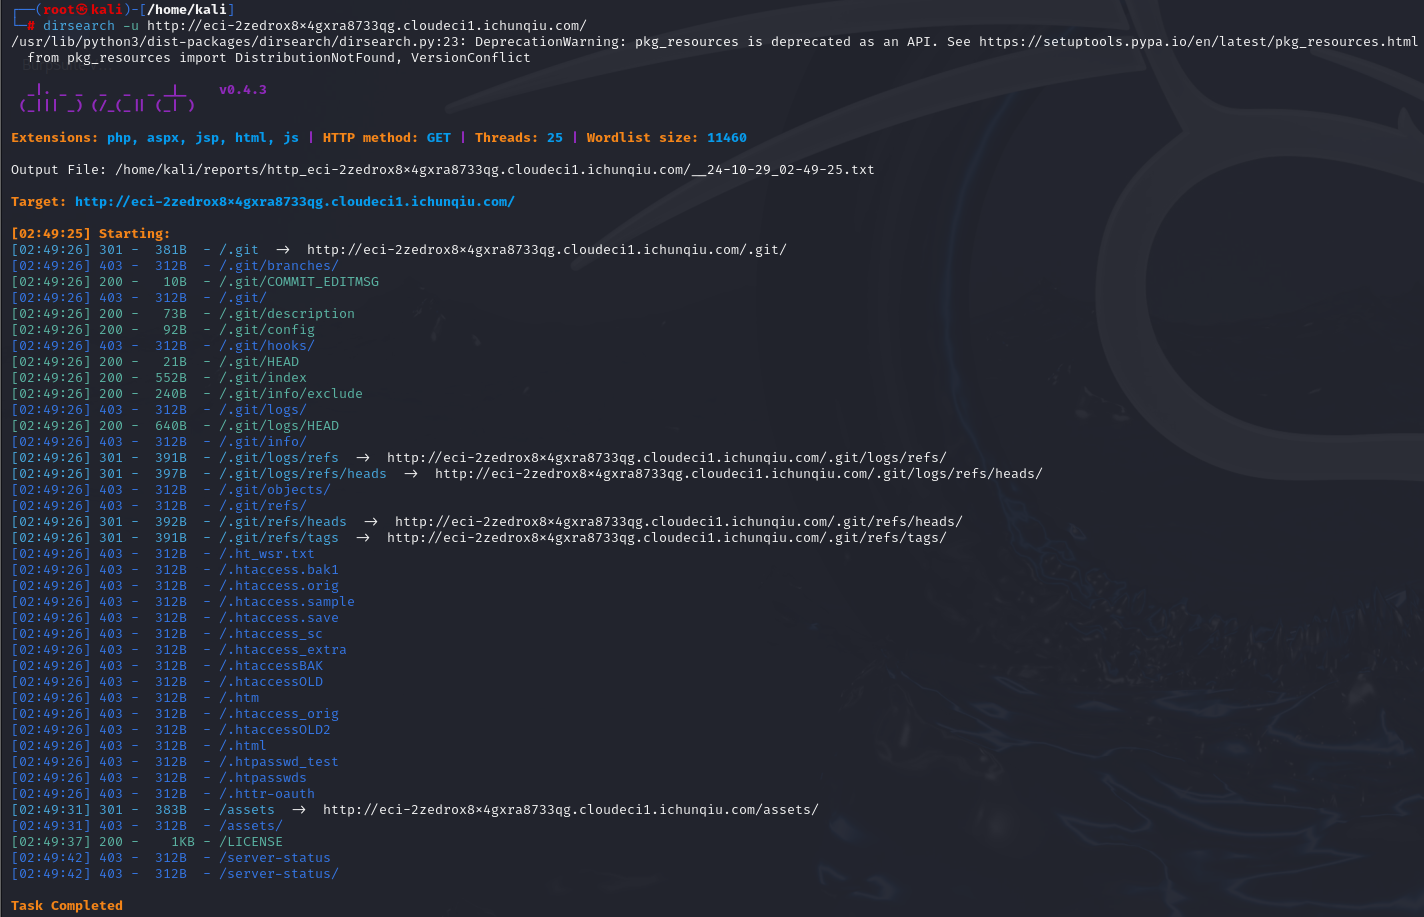 ┌──(root㉿kali)-[/home/kali]
└─# dirsearch -u http://eci-2zedrox8×4gxra8733qg.cloudeci1.ichunqiu.com/
/usr/lib/python3/dist-packages/dirsearch/dirsearch.py:23: DeprecationWarning: pkg_resources is deprecated as an API. See https://setuptools.pypa.io/en/latest/pkg_resources.html
  from pkg_resources import DistributionNotFound, VersionConflict
  _|. _ _  _  _  _ _|_    v0.4.3
 (_||| _) (/_(_|| (_| )
Extensions: php, aspx, jsp, html, js | HTTP method: GET | Threads: 25 | Wordlist size: 11460
Output File: /home/kali/reports/http_eci-2zedrox8×4gxra8733qg.cloudeci1.ichunqiu.com/__24-10-29_02-49-25.txt
Target: http://eci-2zedrox8×4gxra8733qg.cloudeci1.ichunqiu.com/
[02:49:25] Starting:
[02:49:26] 301 -  381B  - /.git  →  http://eci-2zedrox8×4gxra8733qg.cloudeci1.ichunqiu.com/.git/
[02:49:26] 403 -  312B  - /.git/branches/
[02:49:26] 200 -   10B  - /.git/COMMIT_EDITMSG
[02:49:26] 403 -  312B  - /.git/
[02:49:26] 200 -   73B  - /.git/description
[02:49:26] 200 -   92B  - /.git/config
[02:49:26] 403 -  312B  - /.git/hooks/
[02:49:26] 200 -   21B  - /.git/HEAD
[02:49:26] 200 -  552B  - /.git/index
[02:49:26] 200 -  240B  - /.git/info/exclude
[02:49:26] 403 -  312B  - /.git/logs/
[02:49:26] 200 -  640B  - /.git/logs/HEAD
[02:49:26] 403 -  312B  - /.git/info/
[02:49:26] 301 -  391B  - /.git/logs/refs  →  http://eci-2zedrox8×4gxra8733qg.cloudeci1.ichunqiu.com/.git/logs/refs/
[02:49:26] 301 -  397B  - /.git/logs/refs/heads  →  http://eci-2zedrox8×4gxra8733qg.cloudeci1.ichunqiu.com/.git/logs/refs/heads/
[02:49:26] 403 -  312B  - /.git/objects/
[02:49:26] 403 -  312B  - /.git/refs/
[02:49:26] 301 -  392B  - /.git/refs/heads  →  http://eci-2zedrox8×4gxra8733qg.cloudeci1.ichunqiu.com/.git/refs/heads/
[02:49:26] 301 -  391B  - /.git/refs/tags  →  http://eci-2zedrox8×4gxra8733qg.cloudeci1.ichunqiu.com/.git/refs/tags/
[02:49:26] 403 -  312B  - /.ht_wsr.txt
[02:49:26] 403 -  312B  - /.htaccess.bak1
[02:49:26] 403 -  312B  - /.htaccess.orig
[02:49:26] 403 -  312B  - /.htaccess.sample
[02:49:26] 403 -  312B  - /.htaccess.save
[02:49:26] 403 -  312B  - /.htaccess_sc
[02:49:26] 403 -  312B  - /.htaccess_extra
[02:49:26] 403 -  312B  - /.htaccessBAK
[02:49:26] 403 -  312B  - /.htaccessOLD
[02:49:26] 403 -  312B  - /.htm
[02:49:26] 403 -  312B  - /.htaccess_orig
[02:49:26] 403 -  312B  - /.htaccessOLD2
[02:49:26] 403 -  312B  - /.html
[02:49:26] 403 -  312B  - /.htpasswd_test
[02:49:26] 403 -  312B  - /.htpasswds
[02:49:26] 403 -  312B  - /.httr-oauth
[02:49:31] 301 -  383B  - /assets  →  http://eci-2zedrox8×4gxra8733qg.cloudeci1.ichunqiu.com/assets/
[02:49:31] 403 -  312B  - /assets/
[02:49:37] 200 -    1KB - /LICENSE
[02:49:42] 403 -  312B  - /server-status
[02:49:42] 403 -  312B  - /server-status/
Task Completed